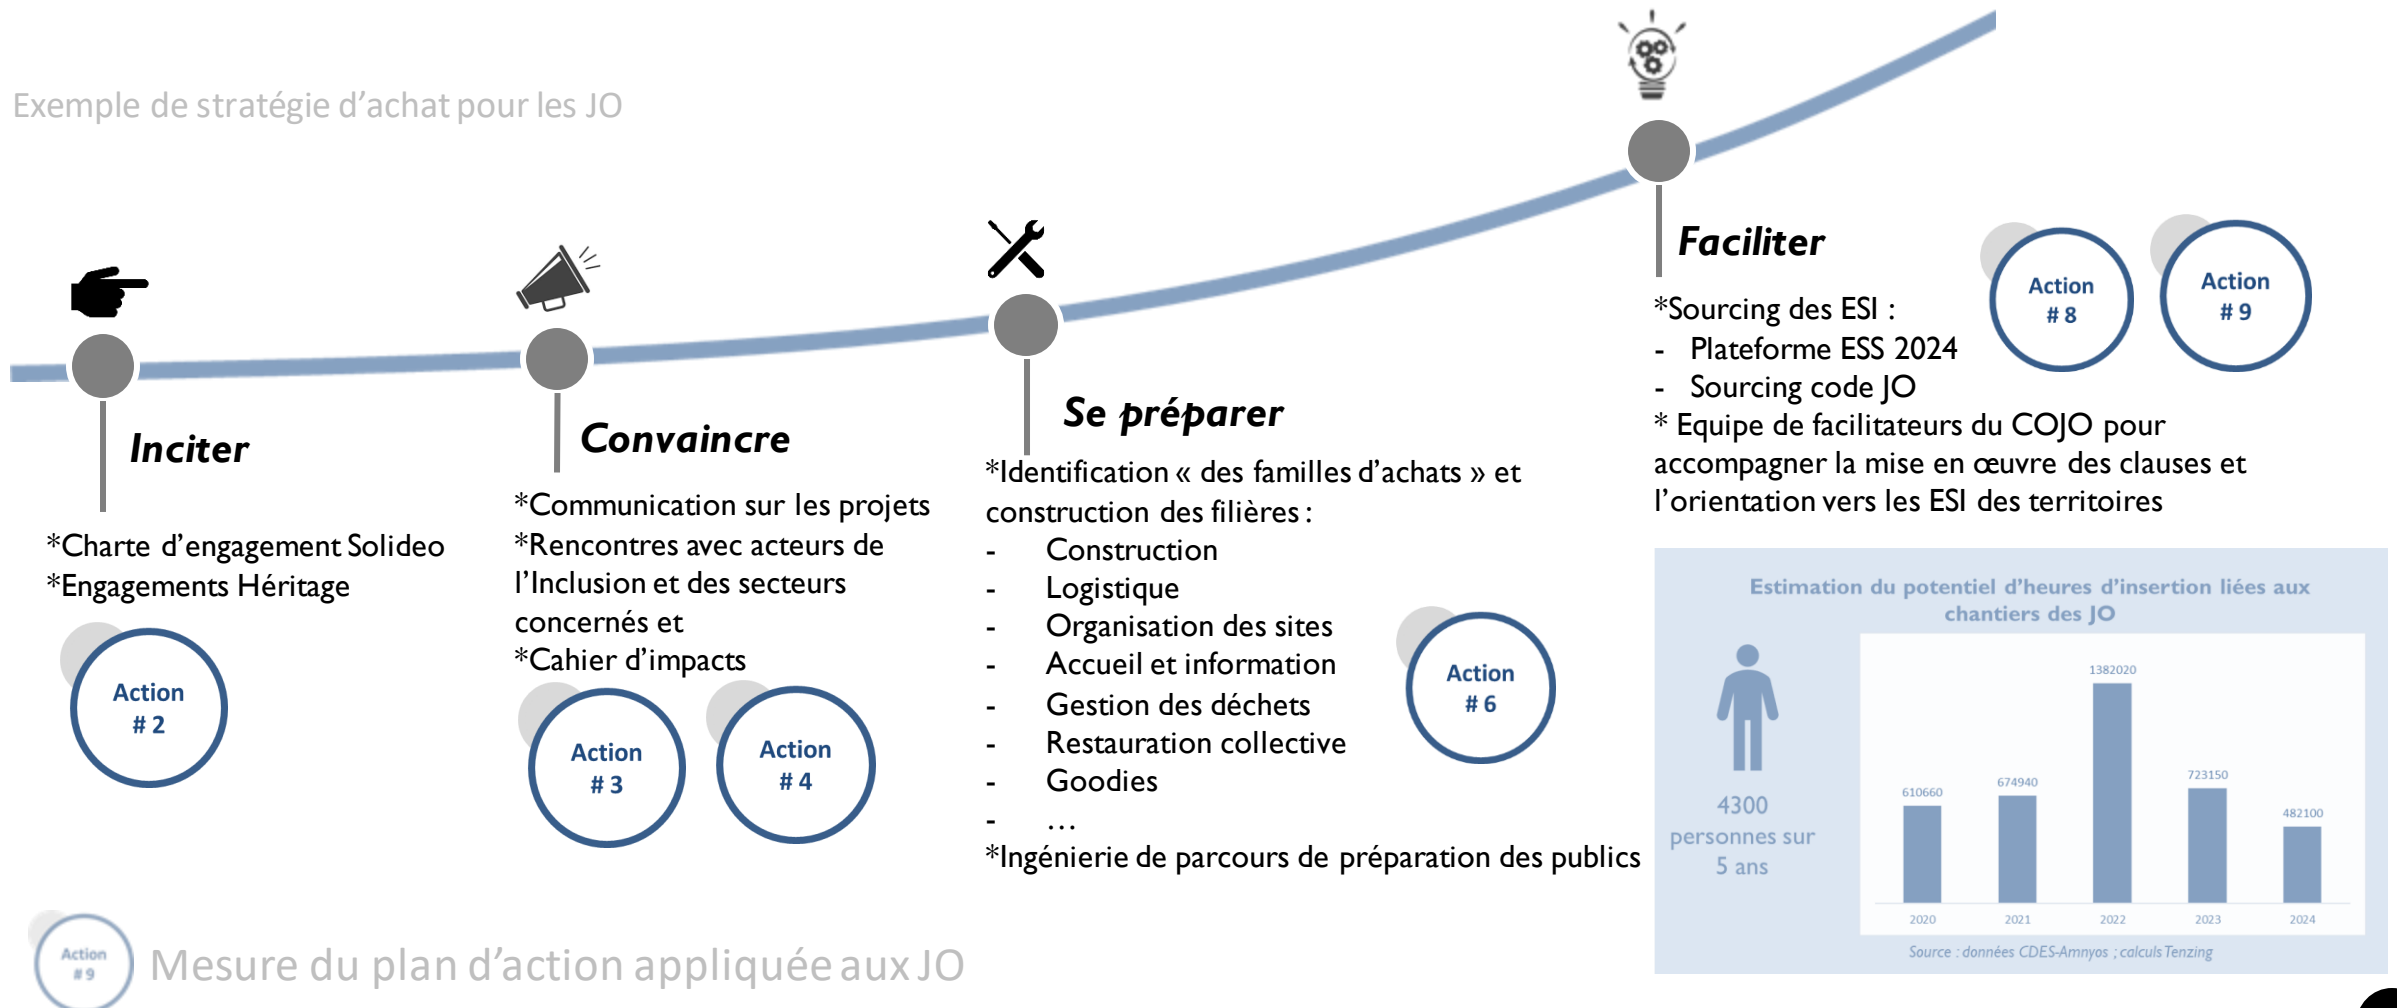 Exemple de stratégie d’achat pour les JO
Inciter
*Charte d’engagement Solideo
*Engagements Héritage
Action
# 2
Convaincre
*Communication sur les projets
*Rencontres avec acteurs de
l’Inclusion et des secteurs
concernés et
*Cahier d’impacts
Action
# 3
Action
# 4
Se préparer
*Identification « des familles d’achats » et
construction des filières :
- Construction
- Logistique
- Organisation des sites
- Accueil et information
- Gestion des déchets
- Restauration collective
- Goodies
- …
*Ingénierie de parcours de préparation des publics
Action
# 6
Faciliter
*Sourcing des ESI :
- Plateforme ESS 2024
- Sourcing code JO
* Equipe de facilitateurs du COJO pour
accompagner la mise en œuvre des clauses et
l’orientation vers les ESI des territoires
Action
# 8
Action
# 9
Estimation du potentiel d’heures d’insertion liées aux
chantiers des JO
4300
personnes sur
5 ans
610660
674940
1382020
723150
482100
2020
2021
2022
2023
2024
Source : données CDES-Amnyos ; calculs Tenzing
Action
# 9
Mesure du plan d’action appliquée aux JO